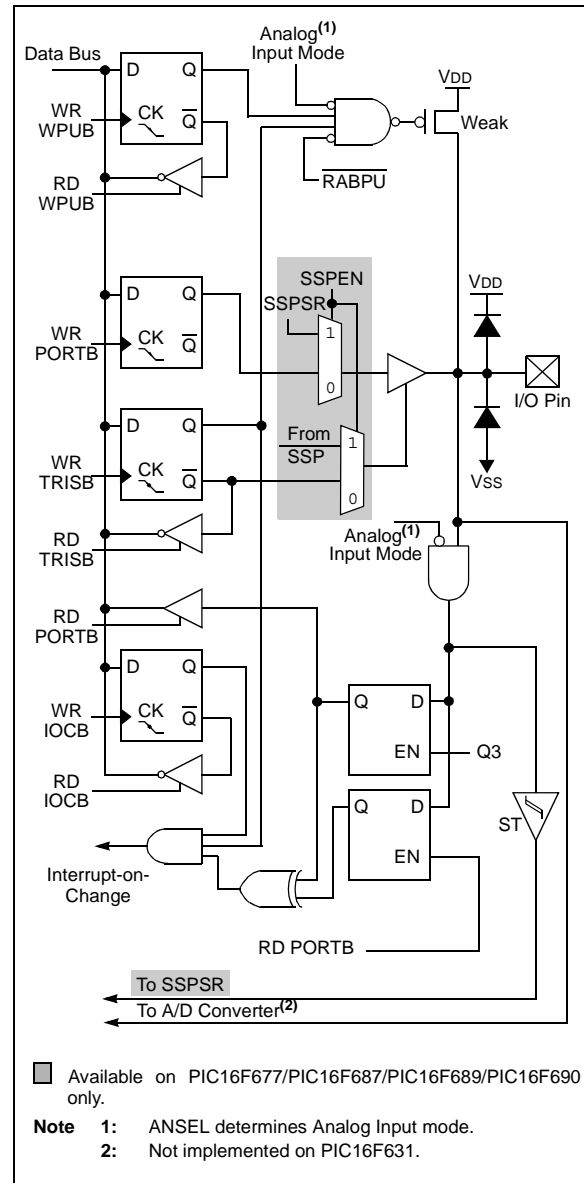 Data Bus
D Q
WR
WPUB
CK Q
RD
WPUB
Analog(1)
Input Mode
RABPU
VDD
Weak
D Q
WR
PORTB
CK Q
SSPEN
SSPSR
1
0
VDD
I/O Pin
VSS
D Q
WR
TRISB
CK Q
From
SSP
1
0
RD
TRISB
Analog(1)
Input Mode
RD
PORTB
D Q
WR
IOCB
CK Q
RD
IOCB
Q D
EN
Q3
Q D
EN
ST
Interrupt-on-
Change
RD PORTB
To SSPSR
To A/D Converter(2)
Available on PIC16F677/PIC16F687/PIC16F689/PIC16F690
only.
Note 1: ANSEL determines Analog Input mode.
2: Not implemented on PIC16F631.